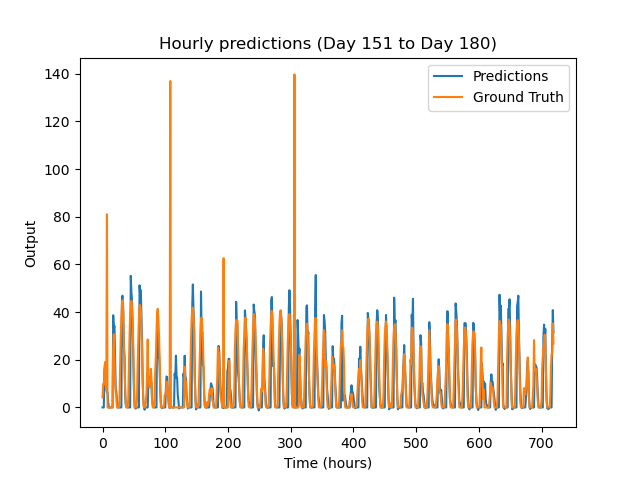 Hourly predictions (Day 151 to Day 180)
Predictions
Ground Truth
140
120
100
80
60
40
20
0
Output
0 100 200 300 400 500 600 700
Time (hours)